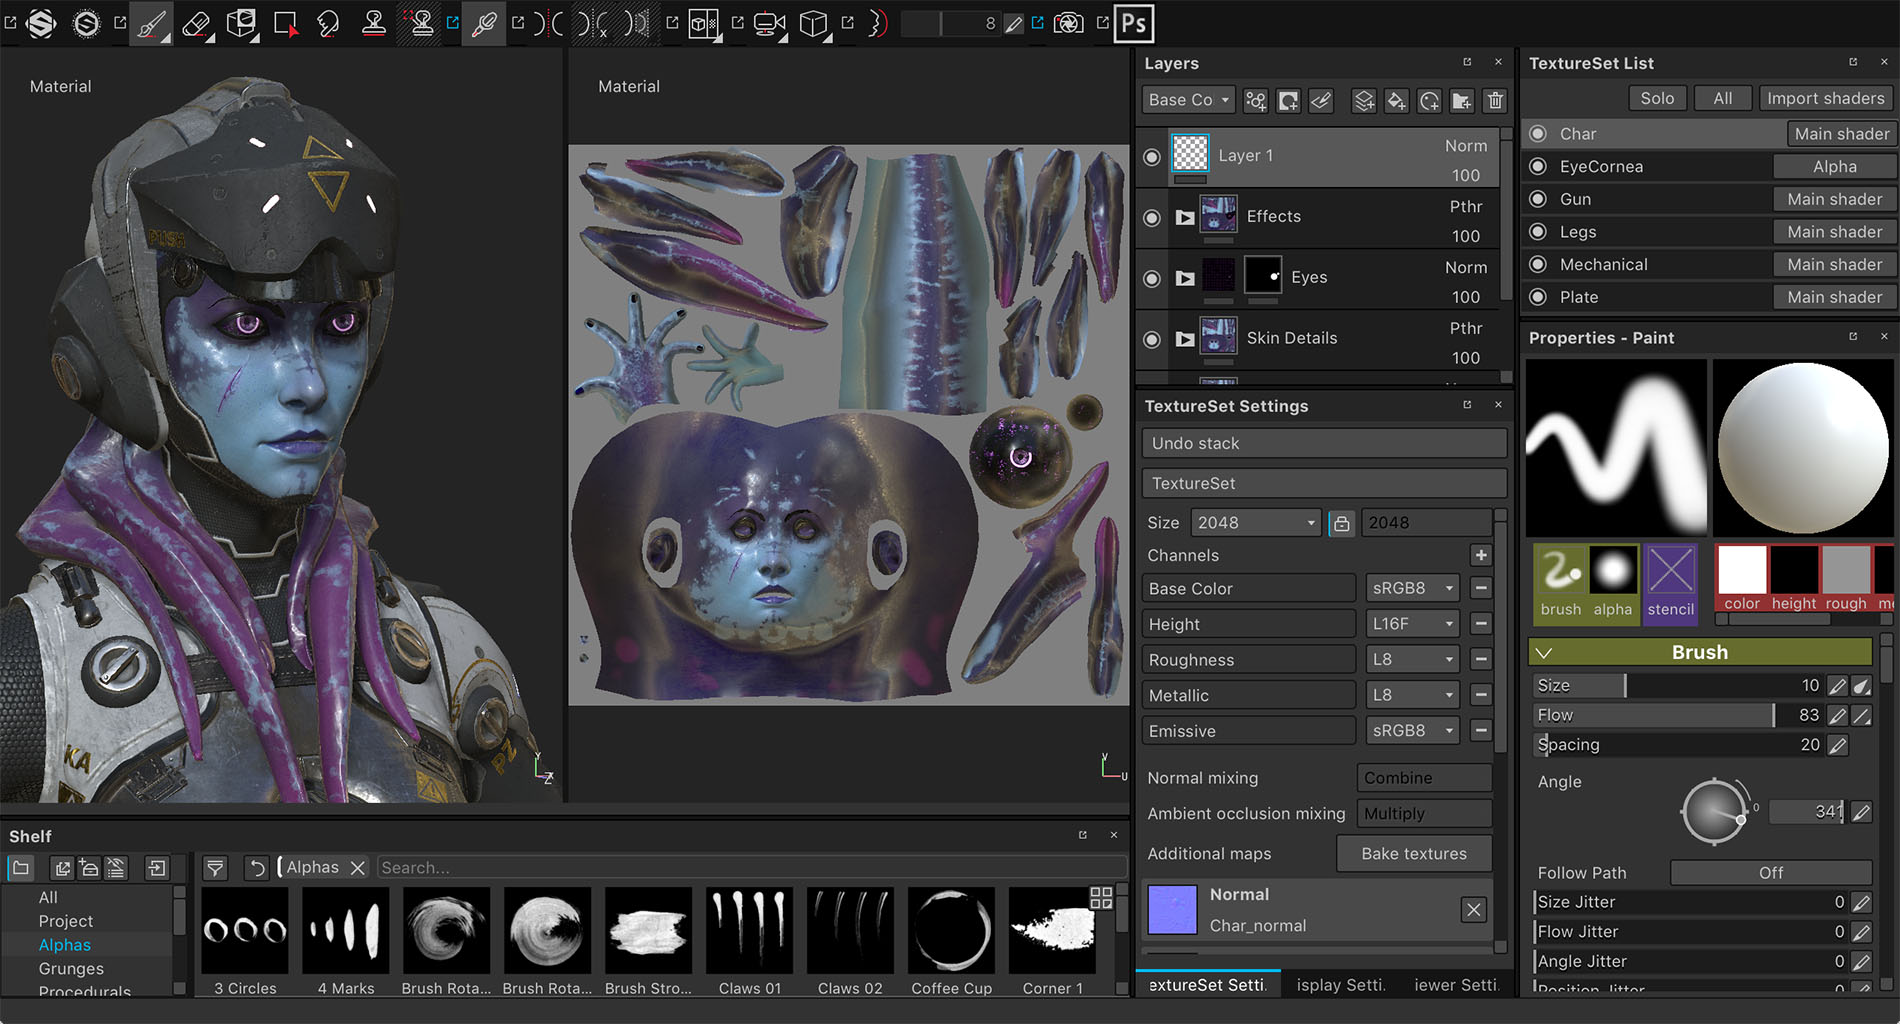 8
Ps
Material
Material
PUSH
KA
PZ
Y
Z
V
U
Layers
Base Co
Layer 1
Norm
100
Effects
Pthr
100
Eyes
Norm
100
Skin Details
Pthr
100
TextureSet Settings
Undo stack
TextureSet
Size 2048 2048
Channels
Base Color sRGB8
Height L16F
Roughness L8
Metallic L8
Emissive sRGB8
Normal mixing Combine
Ambient occlusion mixing Multiply
Additional maps Bake textures
Normal
Char_normal
extureSet Setti. isplay Setti. iewer Setti.
TextureSet List
Solo All Import shaders
Char Main shader
EyeCornea Alpha
Gun Main shader
Legs Main shader
Mechanical Main shader
Plate Main shader
Properties - Paint
brush alpha stencil color height rough me
Brush
Size 10
Flow 83
Spacing 20
Angle
0
341
Follow Path Off
Size Jitter 0
Flow Jitter 0
Angle Jitter 0
Position Jitter 0
Shelf
Alphas Search...
All
Project
Alphas
Grunges
Procedurals
3 Circles 4 Marks Brush Rota... Brush Rota... Brush Stro... Claws 01 Claws 02 Coffee Cup Corner 1